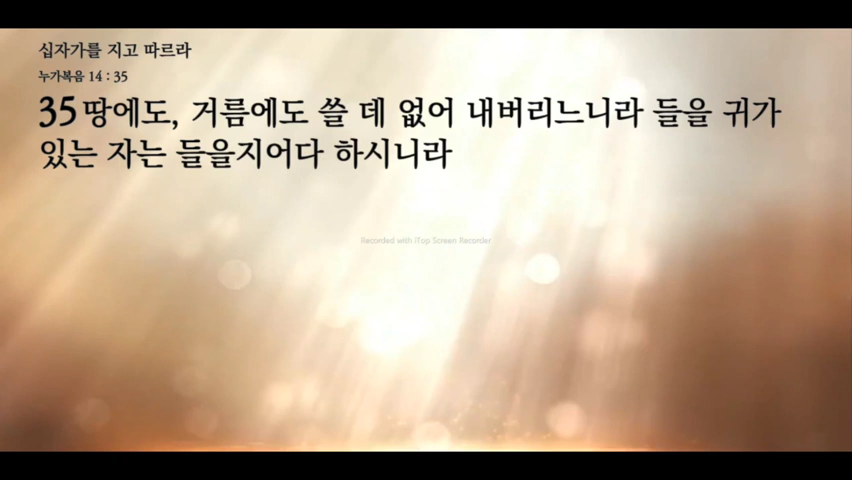 십자가를 지고 따르라
누가복음 14 : 35
35 땅에도, 거름에도 쓸 데 없어 내버리느니라 들을 귀가
있는 자는 들을지어다 하시니라
Recorded with iTop Screen Recorder